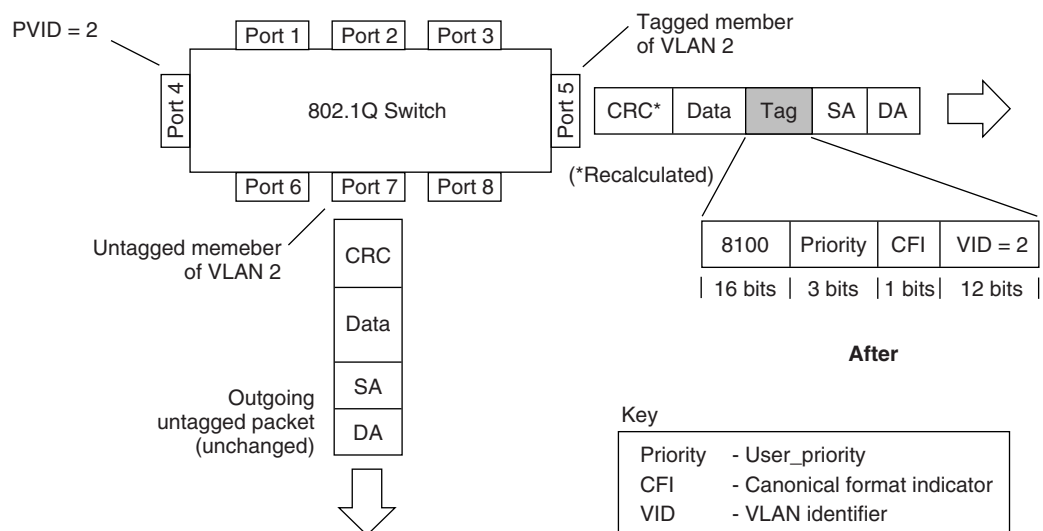 PVID = 2
Port 1
Port 2
Port 3
Tagged member
of VLAN 2
Port 4
802.1Q Switch
Port 5
CRC*
Data
Tag
SA
DA
(*Recalculated)
Port 6
Port 7
Port 8
Untagged memeber
of VLAN 2
CRC
Data
SA
DA
8100
Priority
CFI
VID = 2
16 bits
3 bits
1 bits
12 bits
After
Outgoing
untagged packet
(unchanged)
Key
Priority - User_priority
CFI - Canonical format indicator
VID - VLAN identifier